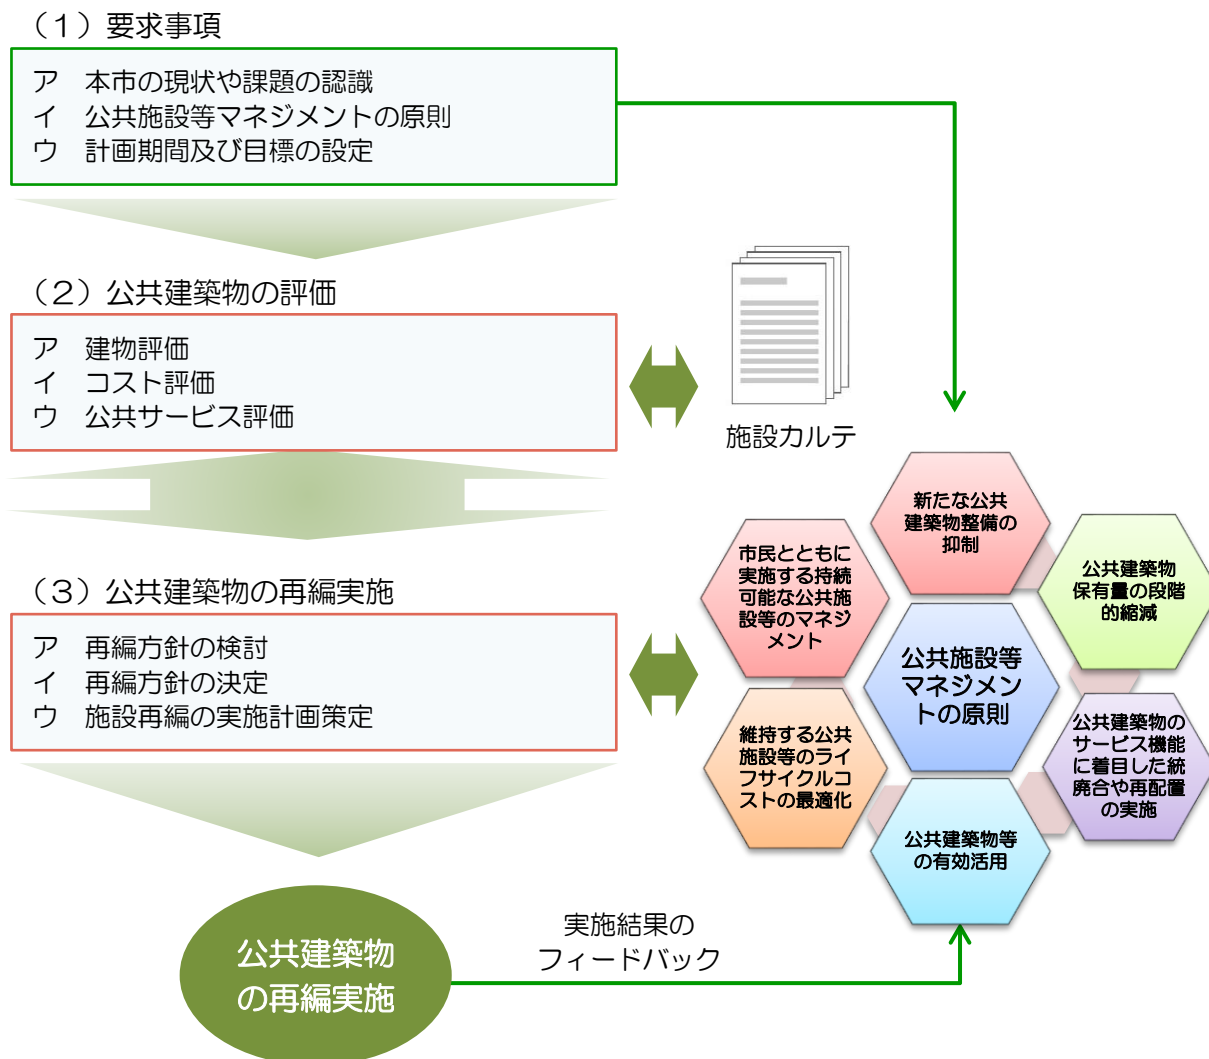 （１）要求事項
ア　本市の現状や課題の認識
イ　公共施設等マネジメントの原則
ウ　計画期間及び目標の設定
（２）公共建築物の評価
ア　建物評価
イ　コスト評価
ウ　公共サービス評価
施設カルテ
（３）公共建築物の再編実施
ア　再編方針の検討
イ　再編方針の決定
ウ　施設再編の実施計画策定
新たな公共
建築物整備の
抑制
公共建築物
保有量の段階
的縮減
公共建築物の
サービス機能
に着目した統
廃合や再配置
の実施
公共建築物等
の有効活用
維持する公共
施設等のライ
フサイクルコ
ストの最適化
市民とともに
実施する持続
可能な公共施
設等のマネジ
メント
公共施設等
マネジメン
トの原則
公共建築物
の再編実施
実施結果の
フィードバック